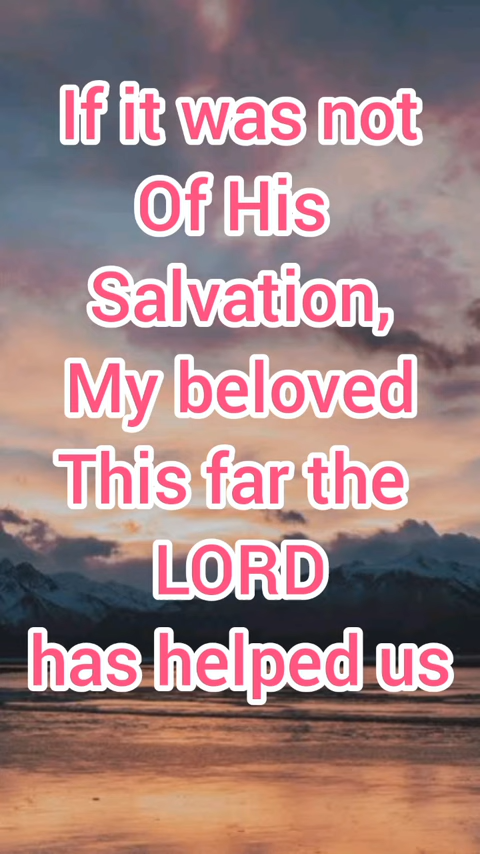 If it was not
Of His
Salvation,
My beloved
This far the
LORD
has helped us